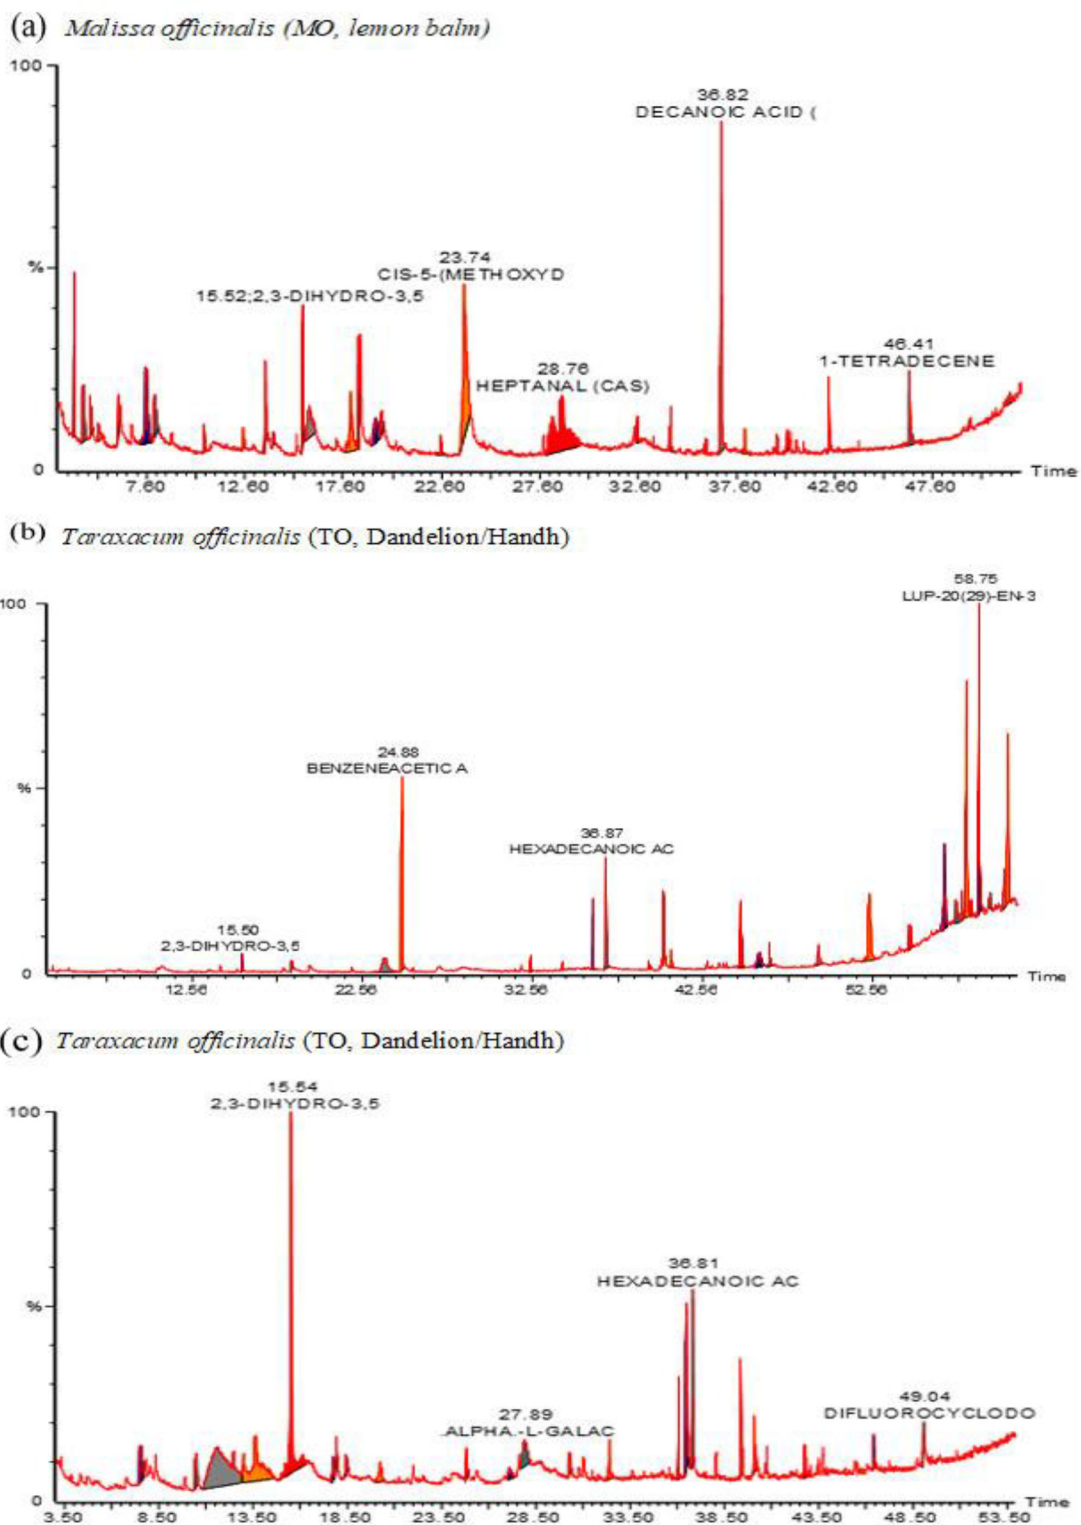 (a) Malissa officinalis (MO, lemon balm)
100
36.82
DECANOIC ACID (
23.74
%
CIS-5-(METHOXYD
15.52;2,3-DIHYDRO-3,5
46.41
28.76
1-TETRADECENE
HEPTANAL (CAS)
0
Time
7.60 12.60 17.60 22.60 27.60 32.60 37.60 42.60 47.60
(b) Taraxacum officinalis (TO, Dandelion/Handh)
58.75
LUP-20(29)-EN-3
100
24.88
BENZENEACETIC A
%
36.87
HEXADECANOIC AC
15.50
2,3-DIHYDRO-3,5
0
Time
12.56 22.56 32.56 42.56 52.56
(c) Taraxacum officinalis (TO, Dandelion/Handh)
15.54
2,3-DIHYDRO-3,5
100
36.81
HEXADECANOIC AC
%
49.04
27.89
DIFLUOROCYCLODO
.ALPHA.-L-GALAC
0
Time
3.50 8.50 13.50 18.50 23.50 28.50 33.50 38.50 43.50 48.50 53.50